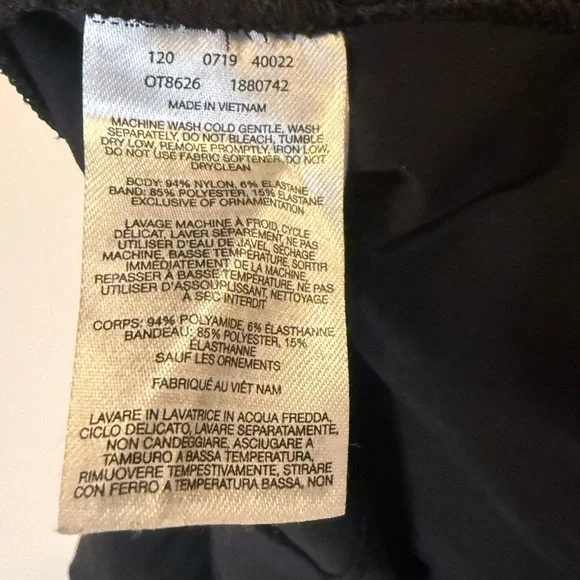 120 0719 40022
OT8626 1880742
MADE IN VIETNAM
MACHINE WASH COLD GENTLE, WASH
SEPARATELY, DO NOT BLEACH, TUMBLE
DRY LOW, REMOVE PROMPTLY, IRON LOW,
DO NOT USE FABRIC SOFTENER, DO NOT
DRYCLEAN
BODY: 94% NYLON, 6% ELASTANE
BAND: 85% POLYESTER, 15% ELASTANE
EXCLUSIVE OF ORNAMENTATION
LAVAGE MACHINE À FROID, CYCLE
DÉLICAT, LAVER SEPAREMENT, NE PAS
UTILISER D'EAU DE JAVEL, SÉCHAGE
MACHINE, BASSE TEMPÉRATURE, SORTIR
IMMÉDIATEMENT DE LA MACHINE,
REPASSER À BASSE TEMPÉRATURE, NE PAS
UTILISER D'ASSOUPLISSANT, NETTOYAGE
À SEC INTERDIT
CORPS: 94% POLYAMIDE, 6% ÉLASTHANNE
BANDEAU: 85% POLYESTER, 15%
ÉLASTHANNE
SAUF LES ORNEMENTS
FABRIQUÉ AU VIÊT NAM
LAVARE IN LAVATRICE IN ACQUA FREDDA,
CICLO DELICATO, LAVARE SEPARATAMENTE,
NON CANDEGGIARE, ASCIUGARE A
TAMBURO A BASSA TEMPERATURA,
RIMUOVERE TEMPESTIVAMENTE, STIRARE
CON FERRO A TEMPERATURA BASSA, NON